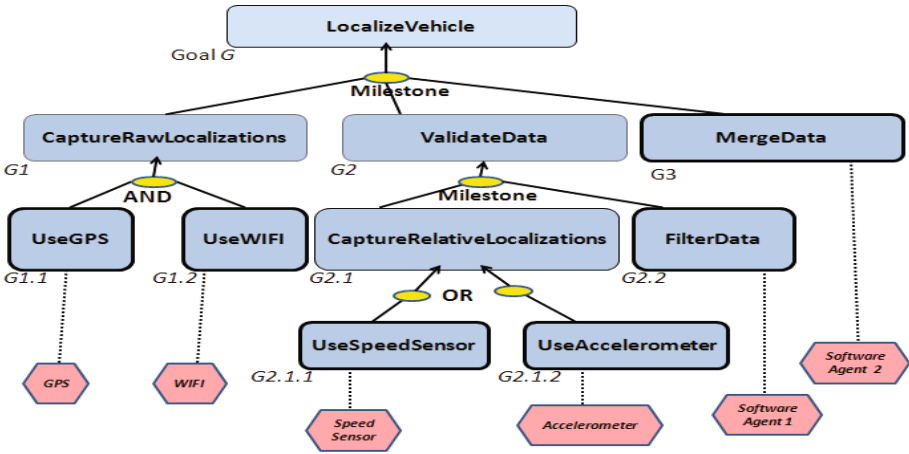 LocalizeVehicle
Goal G
Milestone
CaptureRawLocalizations
ValidateData
MergeData
G1
G2
G3
AND
Milestone
UseGPS
UseWIFI
CaptureRelativeLocalizations
FilterData
G1.1
G1.2
G2.1
G2.2
OR
UseSpeedSensor
UseAccelerometer
G2.1.1
G2.1.2
GPS
WIFI
Software
Agent 2
Speed
Sensor
Accelerometer
Software
Agent 1